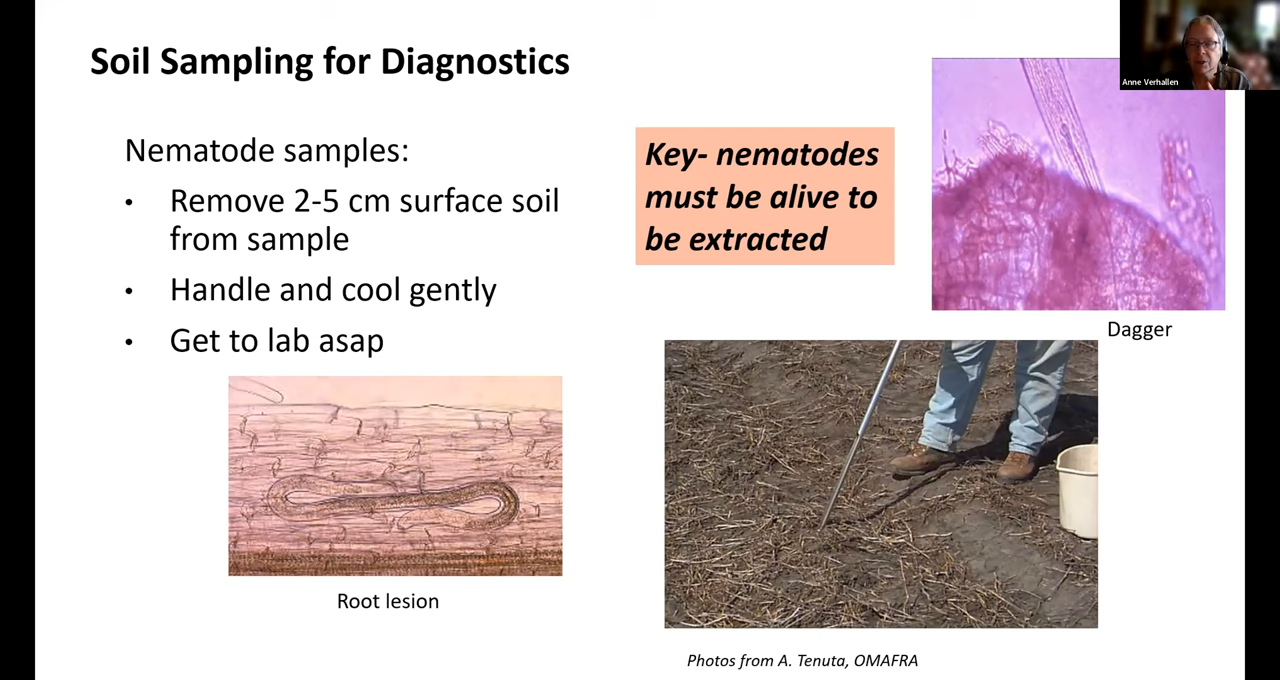 Soil Sampling for Diagnostics
Anne Verhallen
Nematode samples:
• Remove 2-5 cm surface soil
from sample
• Handle and cool gently
• Get to lab asap
Key- nematodes
must be alive to
be extracted
Dagger
Root lesion
Photos from A. Tenuta, OMAFRA